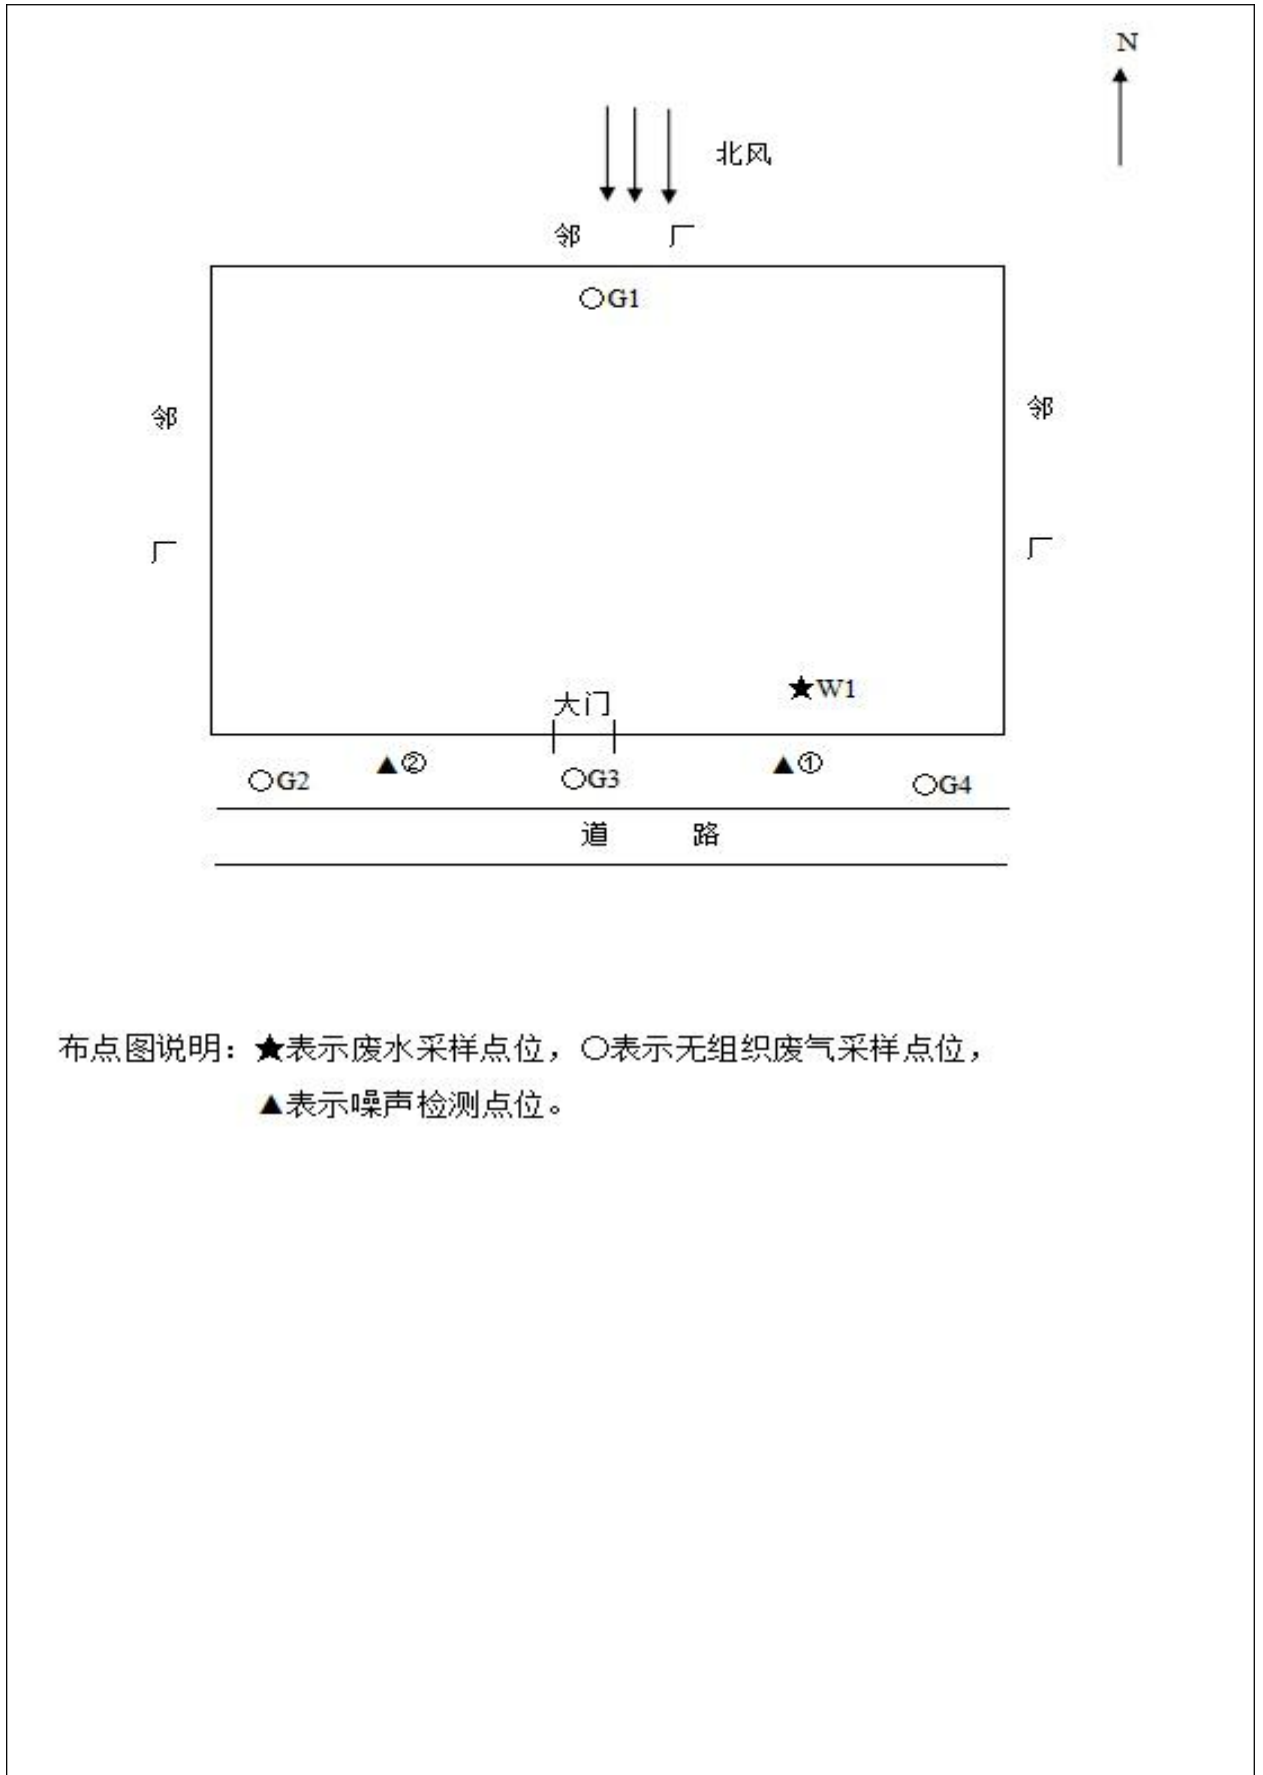 N
北风
邻 厂
○G1
邻
邻
厂
厂
★W1
大门
▲②
▲①
○G2
○G3
○G4
道 路
布点图说明：★表示废水采样点位，○表示无组织废气采样点位，
▲表示噪声检测点位。